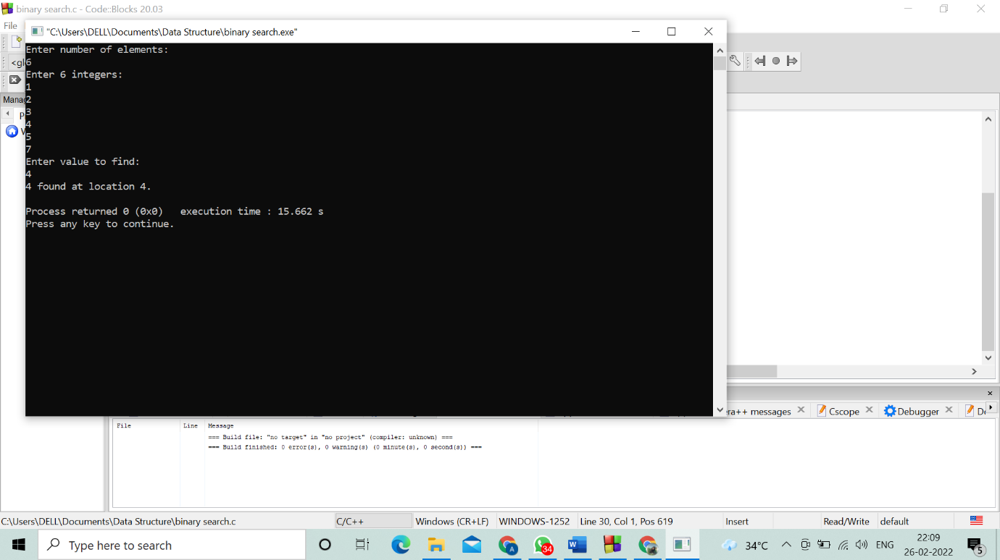 binary search.c - Code::Blocks 20.03
File
"C:\Users\DELL\Documents\Data Structure\binary search.exe"
Enter number of elements:
6
Enter 6 integers:
1
2
3
4
5
7
Enter value to find:
4
4 found at location 4.
Process returned 0 (0x0)   execution time : 15.662 s
Press any key to continue.
<gl
Mana
era++ messages
Cscope
Debugger
File Line Message
=== Build file: "no target" in "no project" (compiler: unknown) ===
=== Build finished: 0 error(s), 0 warning(s) (0 minute(s), 0 second(s)) ===
C:\Users\DELL\Documents\Data Structure\binary search.c C/C++ Windows (CR+LF) WINDOWS-1252 Line 30, Col 1, Pos 619 Insert Read/Write default
Type here to search
A
34
W
34°C
ENG
22:09
26-02-2022
5